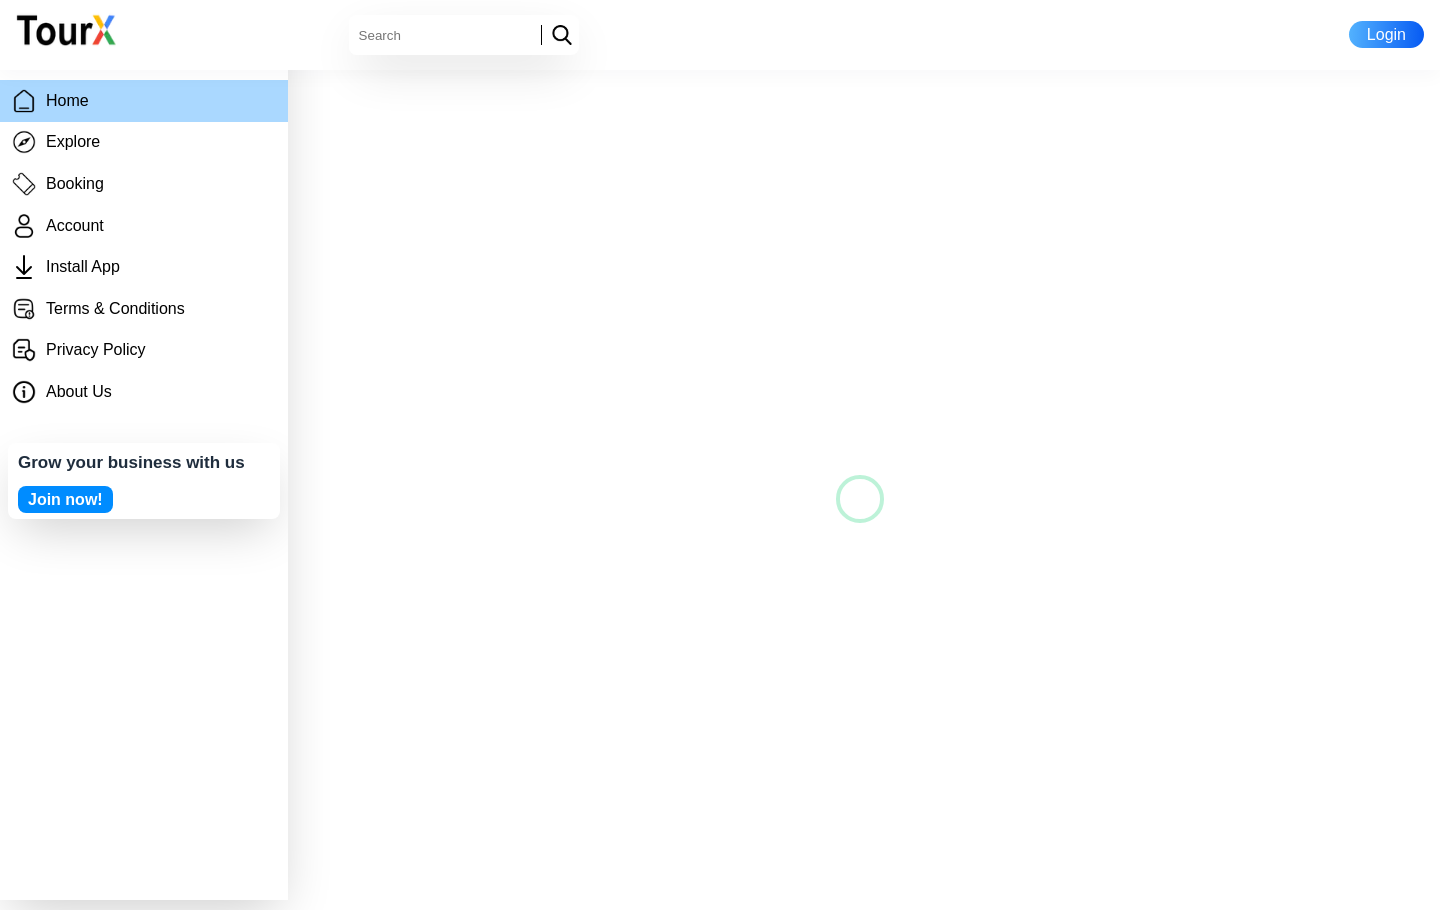 TourX
Search
Login
Home
Explore
Booking
Account
Install App
Terms & Conditions
Privacy Policy
About Us
Grow your business with us
Join now!